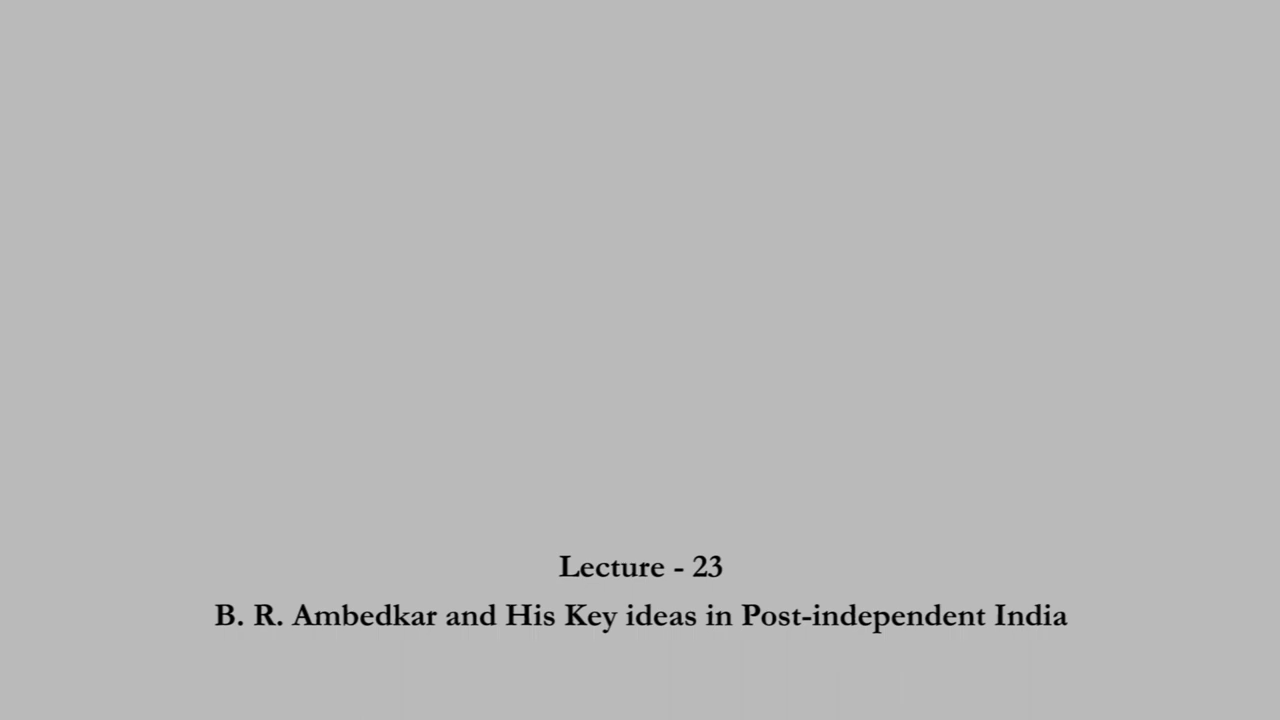 Lecture - 23
B. R. Ambedkar and His Key ideas in Post-independent India